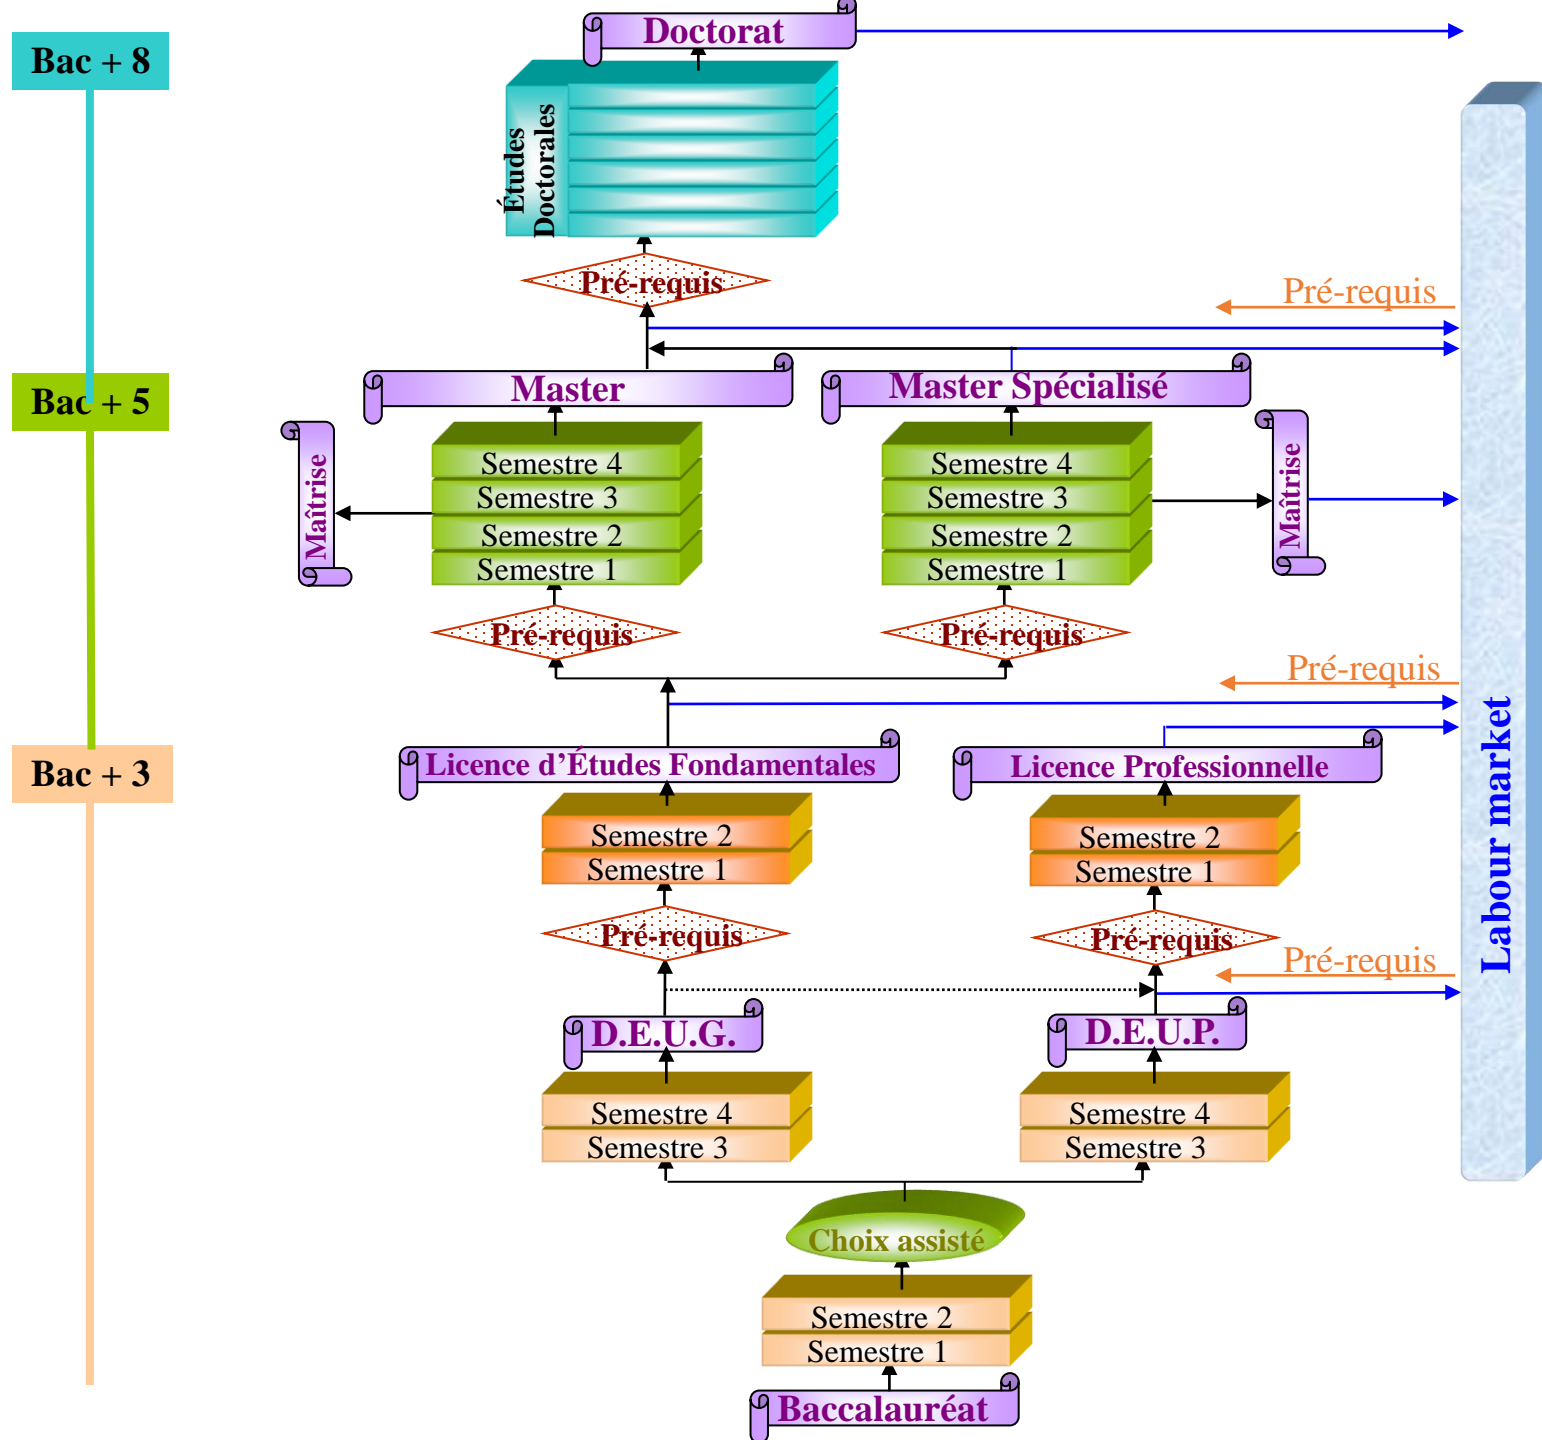 Doctorat
Bac + 8
Études
Doctorales
Pré-requis
Pré-requis
Bac + 5
Master
Master Spécialisé
Maîtrise
Semestre 4
Semestre 3
Semestre 2
Semestre 1
Semestre 4
Semestre 3
Semestre 2
Semestre 1
Maîtrise
Pré-requis
Pré-requis
Pré-requis
Labour market
Bac + 3
Licence d’Études Fondamentales
Licence Professionnelle
Semestre 2
Semestre 1
Semestre 2
Semestre 1
Pré-requis
Pré-requis
Pré-requis
D.E.U.G.
D.E.U.P.
Semestre 4
Semestre 3
Semestre 4
Semestre 3
Choix assisté
Semestre 2
Semestre 1
Baccalauréat